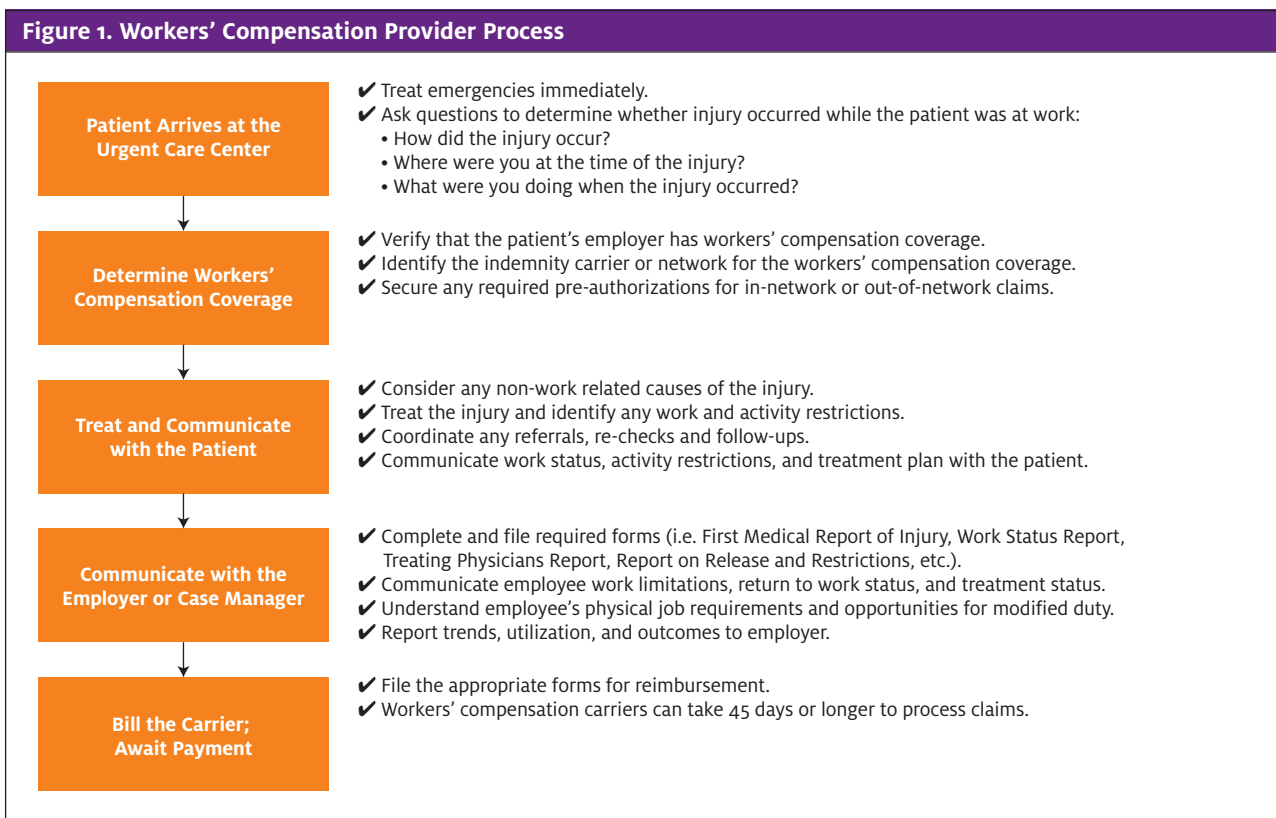 Figure 1. Workers' Compensation Provider Process
Patient Arrives at the
Urgent Care Center
✔ Treat emergencies immediately.
✔ Ask questions to determine whether injury occurred while the patient was at work:
• How did the injury occur?
• Where were you at the time of the injury?
• What were you doing when the injury occurred?
Determine Workers'
Compensation Coverage
✔ Verify that the patient's employer has workers' compensation coverage.
✔ Identify the indemnity carrier or network for the workers' compensation coverage.
✔ Secure any required pre-authorizations for in-network or out-of-network claims.
Treat and Communicate
with the Patient
✔ Consider any non-work related causes of the injury.
✔ Treat the injury and identify any work and activity restrictions.
✔ Coordinate any referrals, re-checks and follow-ups.
✔ Communicate work status, activity restrictions, and treatment plan with the patient.
Communicate with the
Employer or Case Manager
✔ Complete and file required forms (i.e. First Medical Report of Injury, Work Status Report,
Treating Physicians Report, Report on Release and Restrictions, etc.).
✔ Communicate employee work limitations, return to work status, and treatment status.
✔ Understand employee's physical job requirements and opportunities for modified duty.
✔ Report trends, utilization, and outcomes to employer.
Bill the Carrier;
Await Payment
✔ File the appropriate forms for reimbursement.
✔ Workers' compensation carriers can take 45 days or longer to process claims.